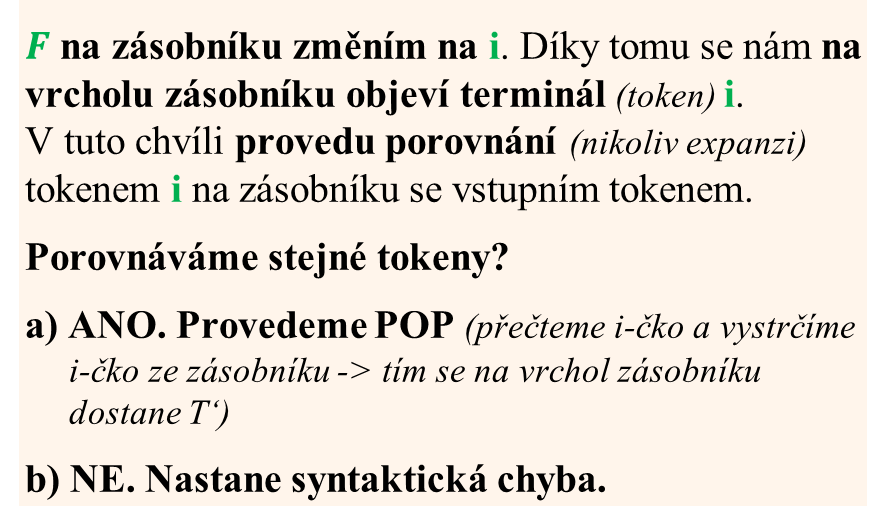 F na zásobníku změním na i. Díky tomu se nám na
vrcholu zásobníku objeví terminál (token) i.
V tuto chvíli provedu porovnání (nikoliv expanzi)
tokenem i na zásobníku se vstupním tokenem.
Porovnáváme stejné tokeny?
a) ANO. Provedeme POP (přečteme i-čko a vystrčíme
i-čko ze zásobníku -> tím se na vrchol zásobníku
dostane T‘)
b) NE. Nastane syntaktická chyba.